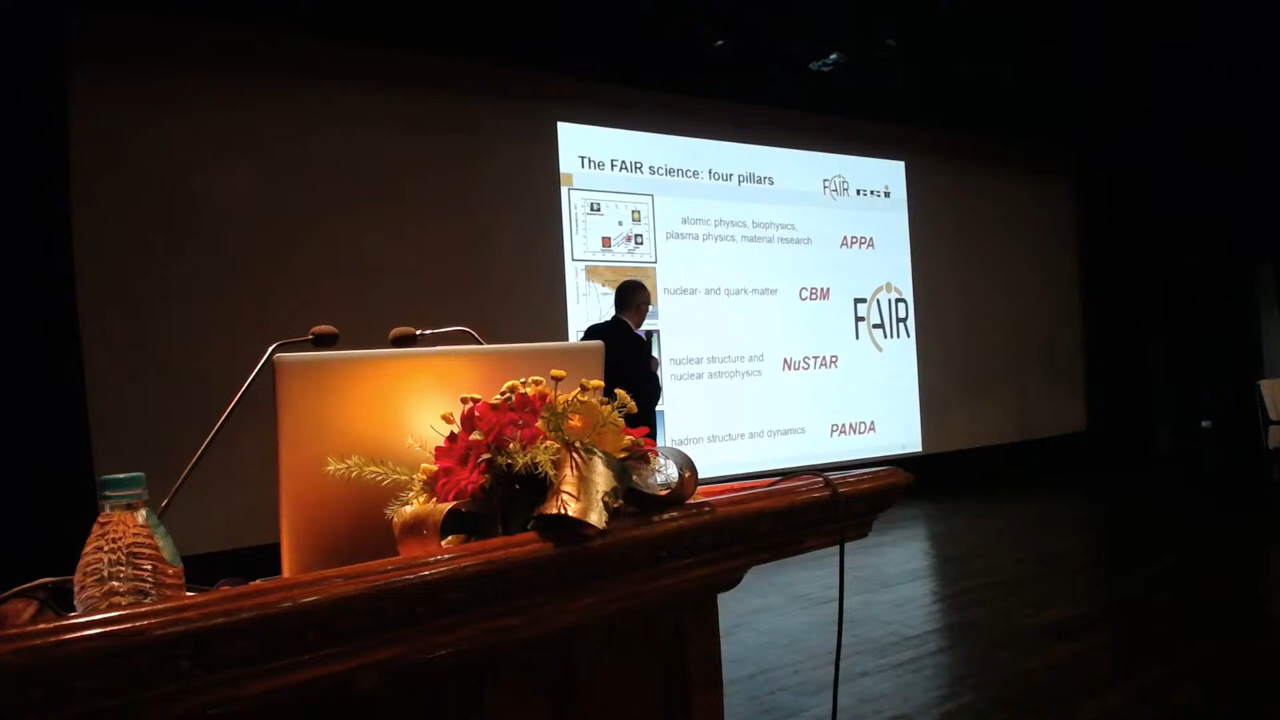 The FAIR science: four pillars
FAIR GSI
atomic physics, biophysics,
plasma physics, material research
APPA
nuclear- and quark-matter
CBM
FAIR
nuclear structure and
nuclear astrophysics
NuSTAR
hadron structure and dynamics
PANDA